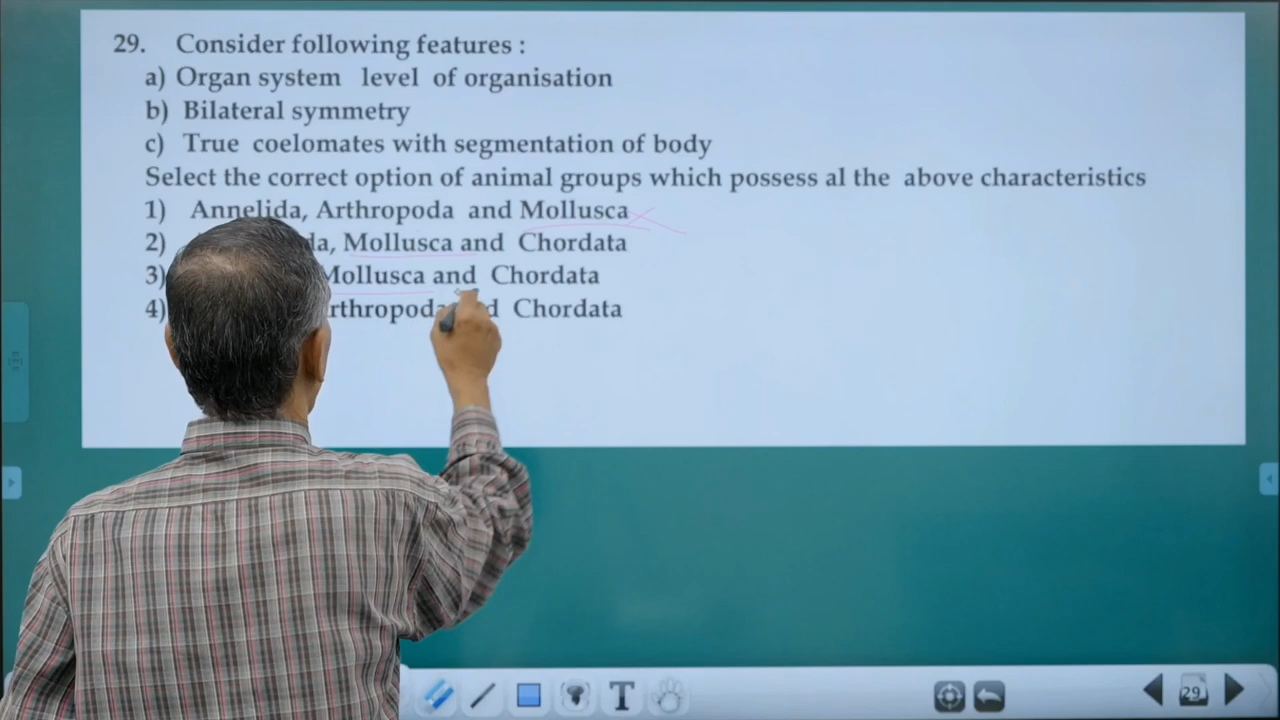 29. Consider following features :
a) Organ system level of organisation
b) Bilateral symmetry
c) True coelomates with segmentation of body
Select the correct option of animal groups which possess al the above characteristics
1) Annelida, Arthropoda and Mollusca
2) Mollusca and Chordata
3) Mollusca and Chordata
4) Chordata
T
29